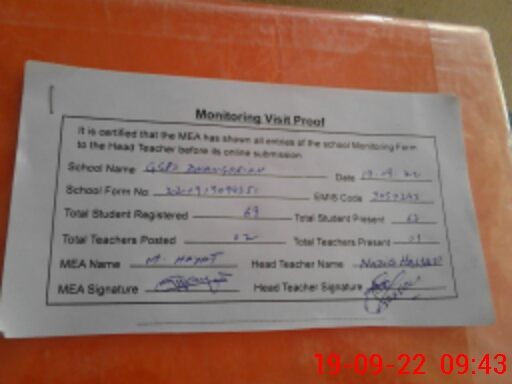 Monitoring Visit Proof
It is certified that the MEA has shown all entries of the school Monitoring Form
to the Head Teacher before its online submission.
School Name GSPS Date 19.09.22
School Form No EMIS Code
Total Student Registered 69 Total Student Present 63
Total Teachers Posted 02 Total Teachers Present 01
MEA Name M. HAYAT Head Teacher Name
MEA Signature Head Teacher Signature
19-09-22 09:43